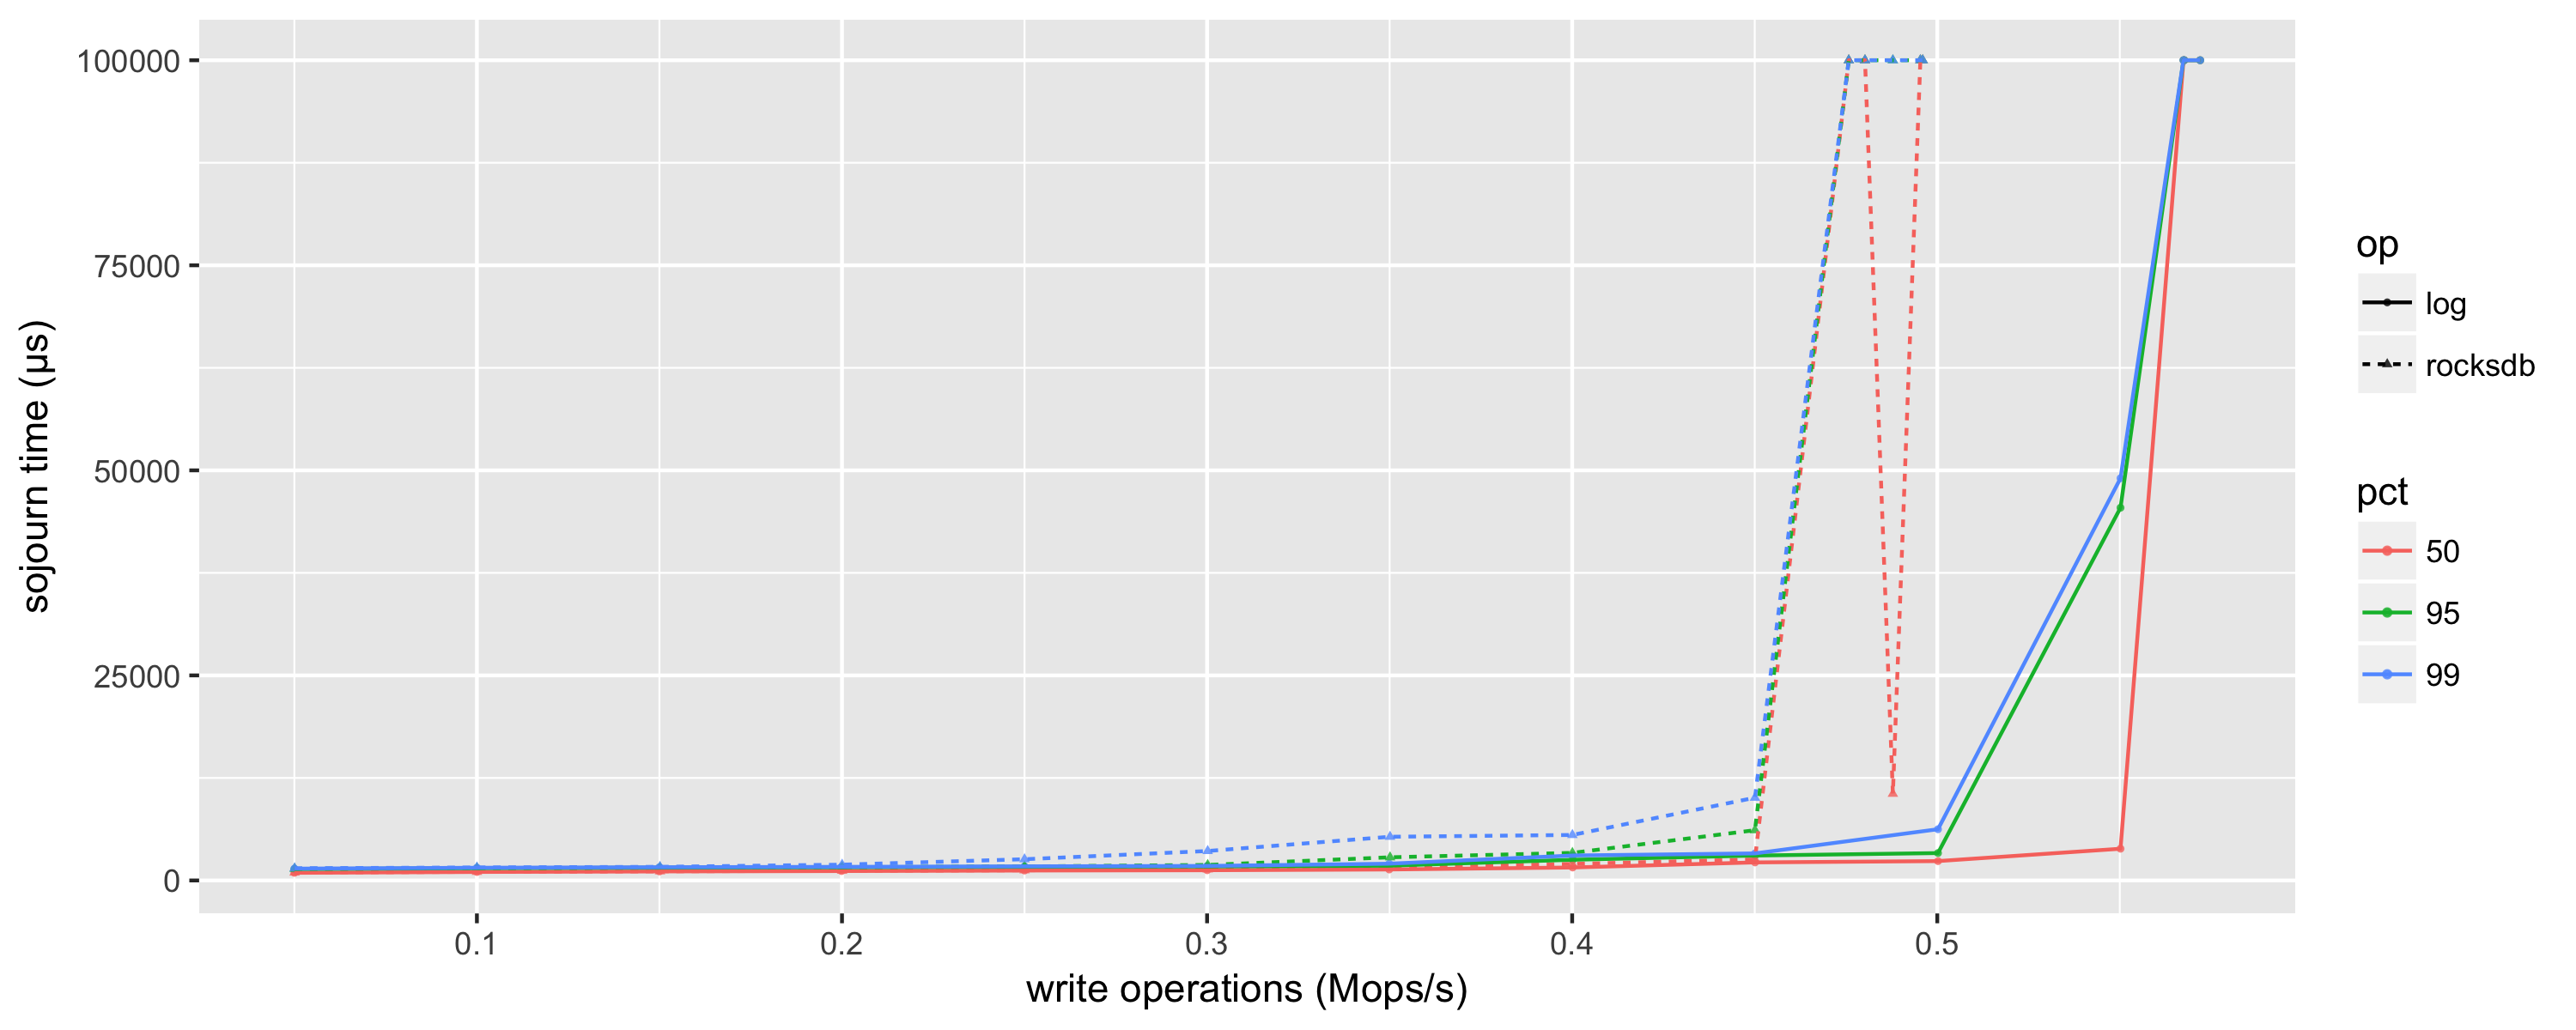 100000
75000
50000
25000
0
sojourn time (µs)
0.1 0.2 0.3 0.4 0.5
write operations (Mops/s)
op
log
rocksdb
pct
50
95
99